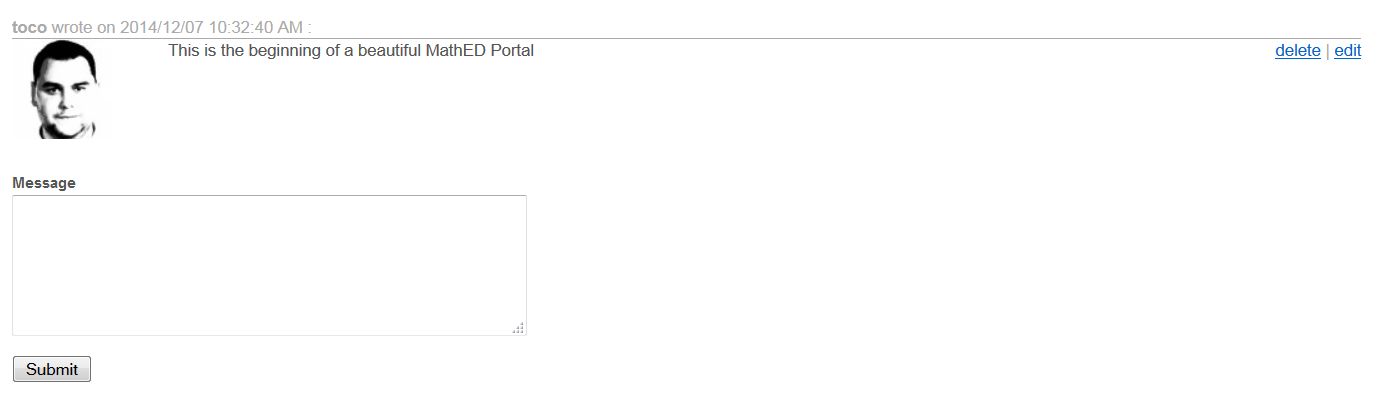 toco wrote on 2014/12/07 10:32:40 AM :
This is the beginning of a beautiful MathED Portal delete | edit
Message
Submit